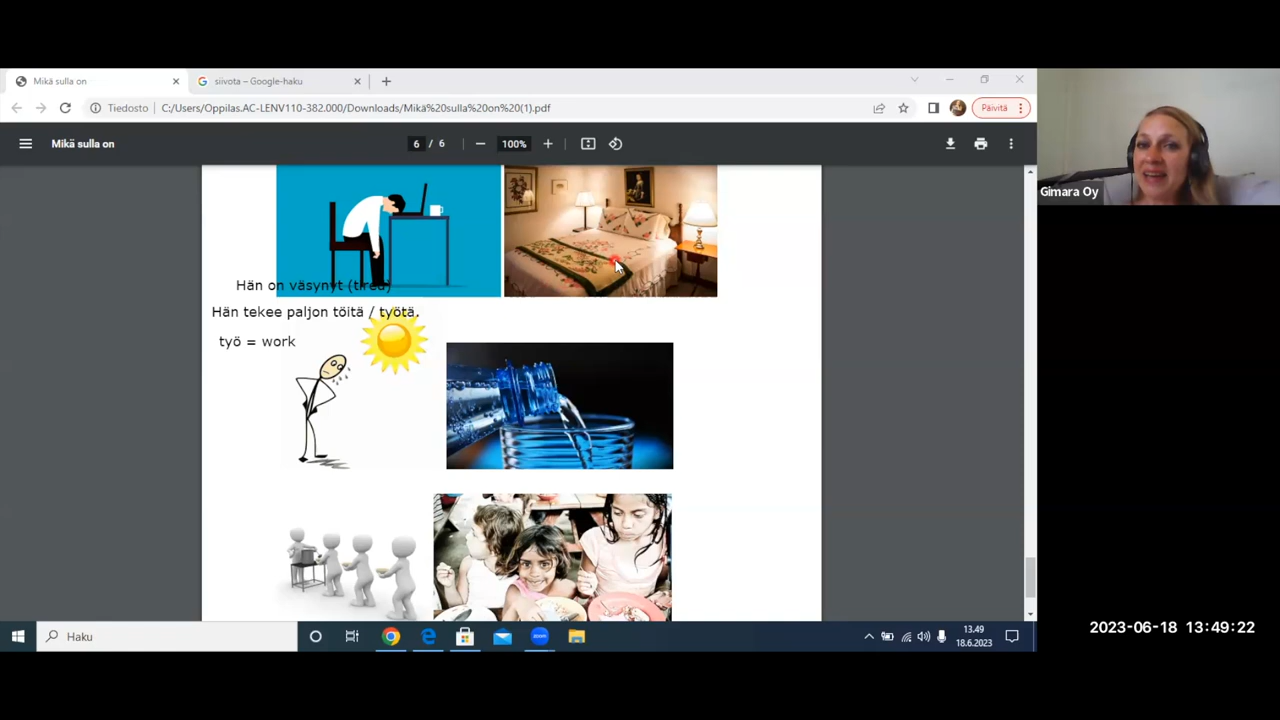 Mikä sulla on
siivota – Google-haku
Tiedosto
C:/Users/Oppilas.AC-LENV110-382.000/Downloads/Mikä%20sulla%20on%20(1).pdf
Päivitä
Mikä sulla on
6 / 6
100%
Gimara Oy
Hän on väsynyt (tired)
Hän tekee paljon töitä / työtä.
työ = work
Haku
zoom
13.49
18.6.2023
2023-06-18 13:49:22